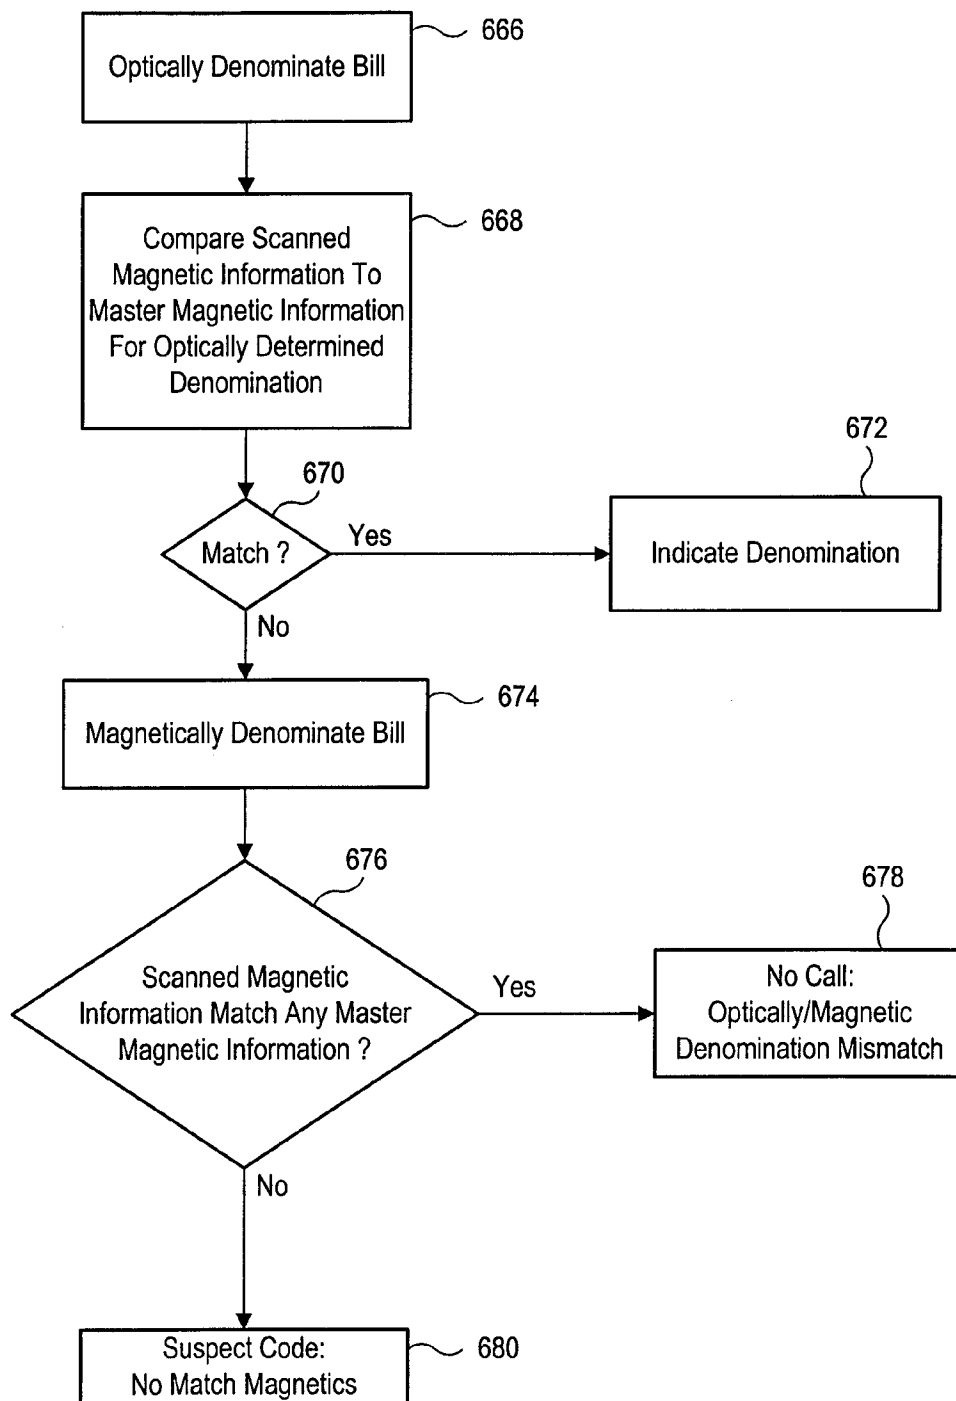 666
Optically Denominate Bill
668
Compare Scanned
Magnetic Information To
Master Magnetic Information
For Optically Determined
Denomination
670
Match ?
Yes
672
Indicate Denomination
No
674
Magnetically Denominate Bill
676
Scanned Magnetic
Information Match Any Master
Magnetic Information ?
Yes
678
No Call:
Optically/Magnetic
Denomination Mismatch
No
680
Suspect Code:
No Match Magnetics